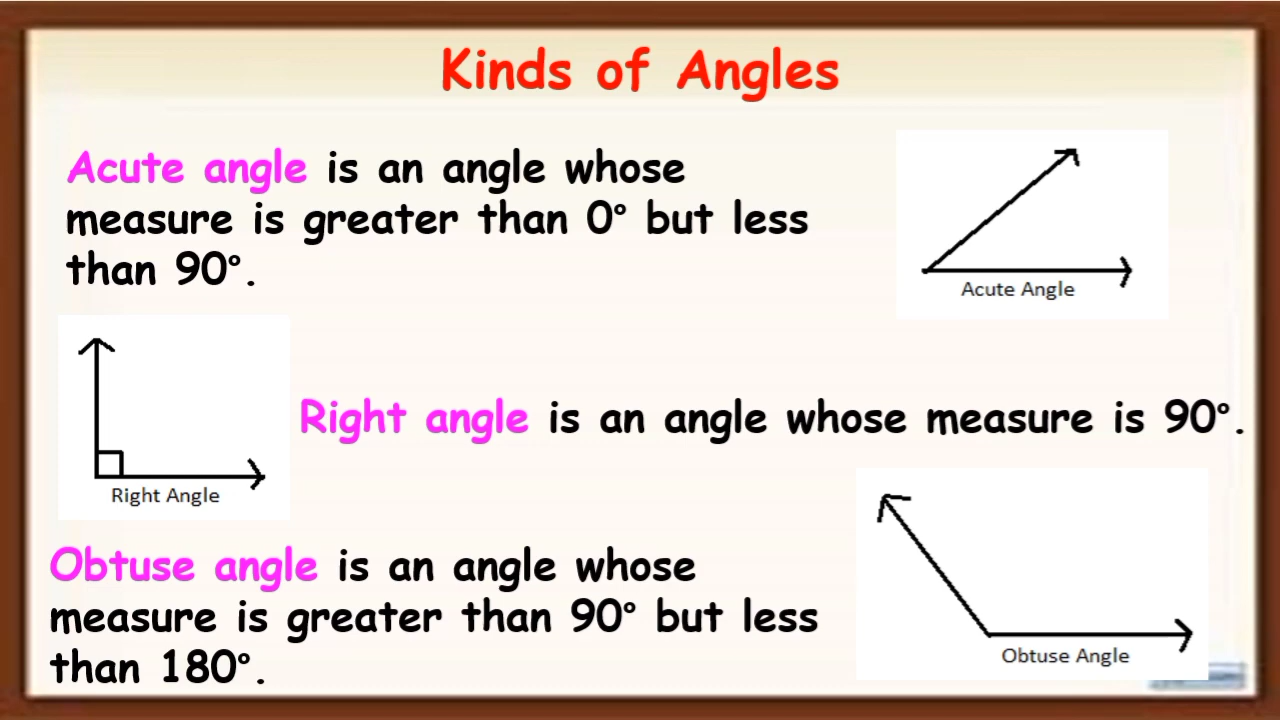 Kinds of Angles
Acute angle is an angle whose
measure is greater than 0° but less
than 90°.
Acute Angle
Right angle is an angle whose measure is 90°.
Right Angle
Obtuse angle is an angle whose
measure is greater than 90° but less
than 180°.
Obtuse Angle